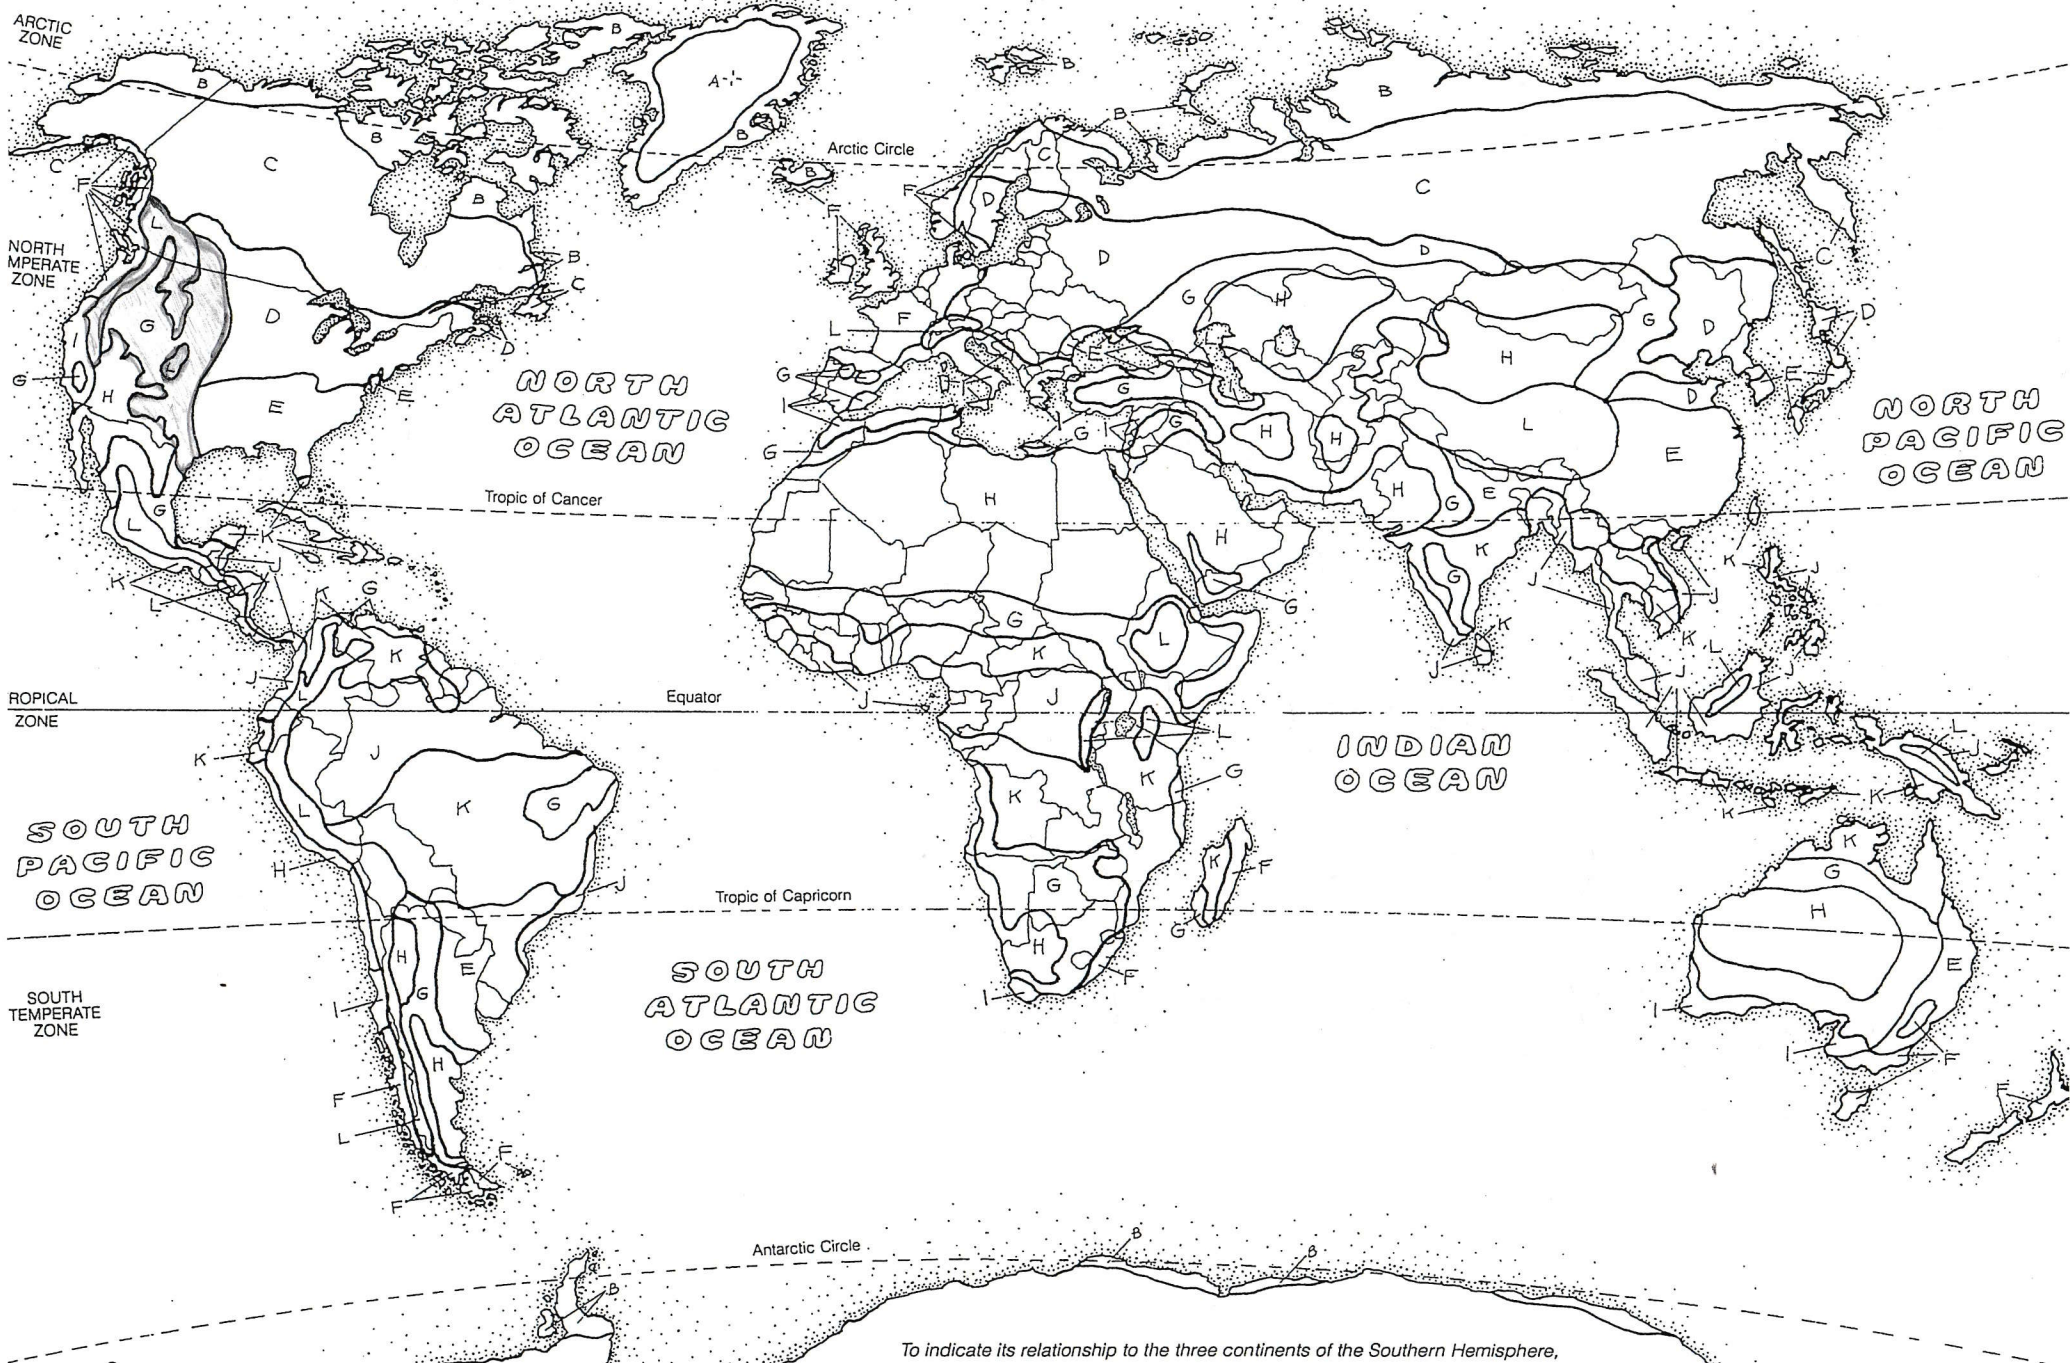 ARCTIC
ZONE
B
B
A
B
B
B
B
B
Arctic Circle
C
C
F
C
B
B
F
D
C
C
F
L
NORTH
MPERATE
ZONE
B
C
D
D
C
G
H
G
D
L
F
G
D
H
D
E
G
I
G
H
L
E
E
E
G
I
NORTH
ATLANTIC
OCEAN
G
I
G
G
H
H
L
D
E
NORTH
PACIFIC
OCEAN
Tropic of Cancer
H
H
G
E
L
G
K
H
K
G
J
K
J
K
L
J
K
G
G
L
K
G
J
K
L
J
K
J
L
J
ROPICAL
ZONE
Equator
J
J
L
K
J
INDIAN
OCEAN
L
J
K
G
K
K
K
G
L
SOUTH
PACIFIC
OCEAN
H
J
K
F
G
K
G
H
Tropic of Capricorn
G
H
E
G
H
F
I
E
SOUTH
ATLANTIC
OCEAN
SOUTH
TEMPERATE
ZONE
I
H
F
L
F
F
I
I
F
F
Antarctic Circle
B
B
B
To indicate its relationship to the three continents of the Southern Hemisphere,